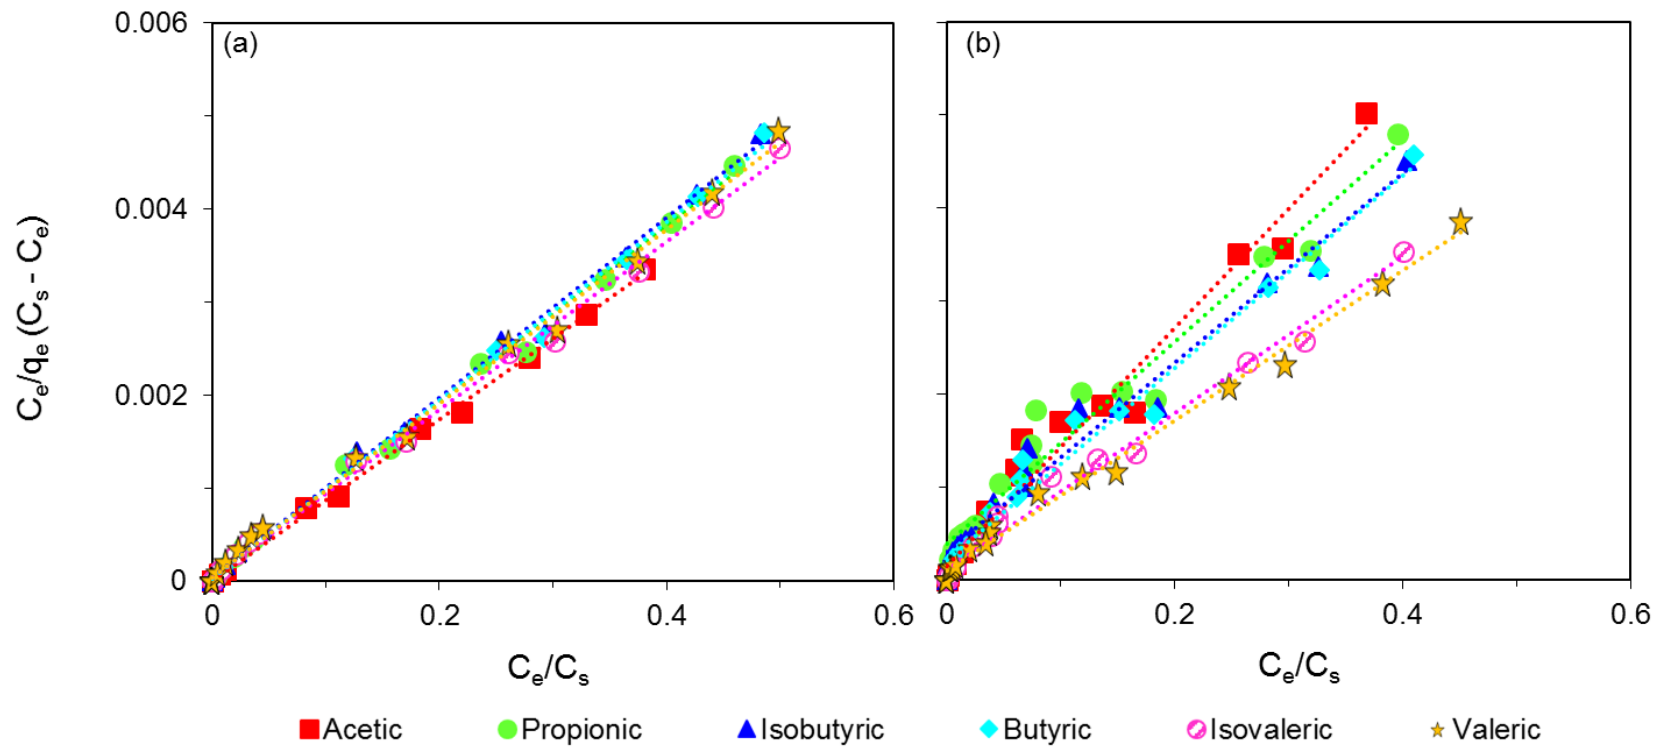 (a)
(b)
0.006
0.004
0.002
0
0 0.2 0.4 0.6
0 0.2 0.4 0.6
Ce/qe (Cs - Ce)
Ce/Cs
Ce/Cs
Acetic Propionic Isobutyric Butyric Isovaleric Valeric